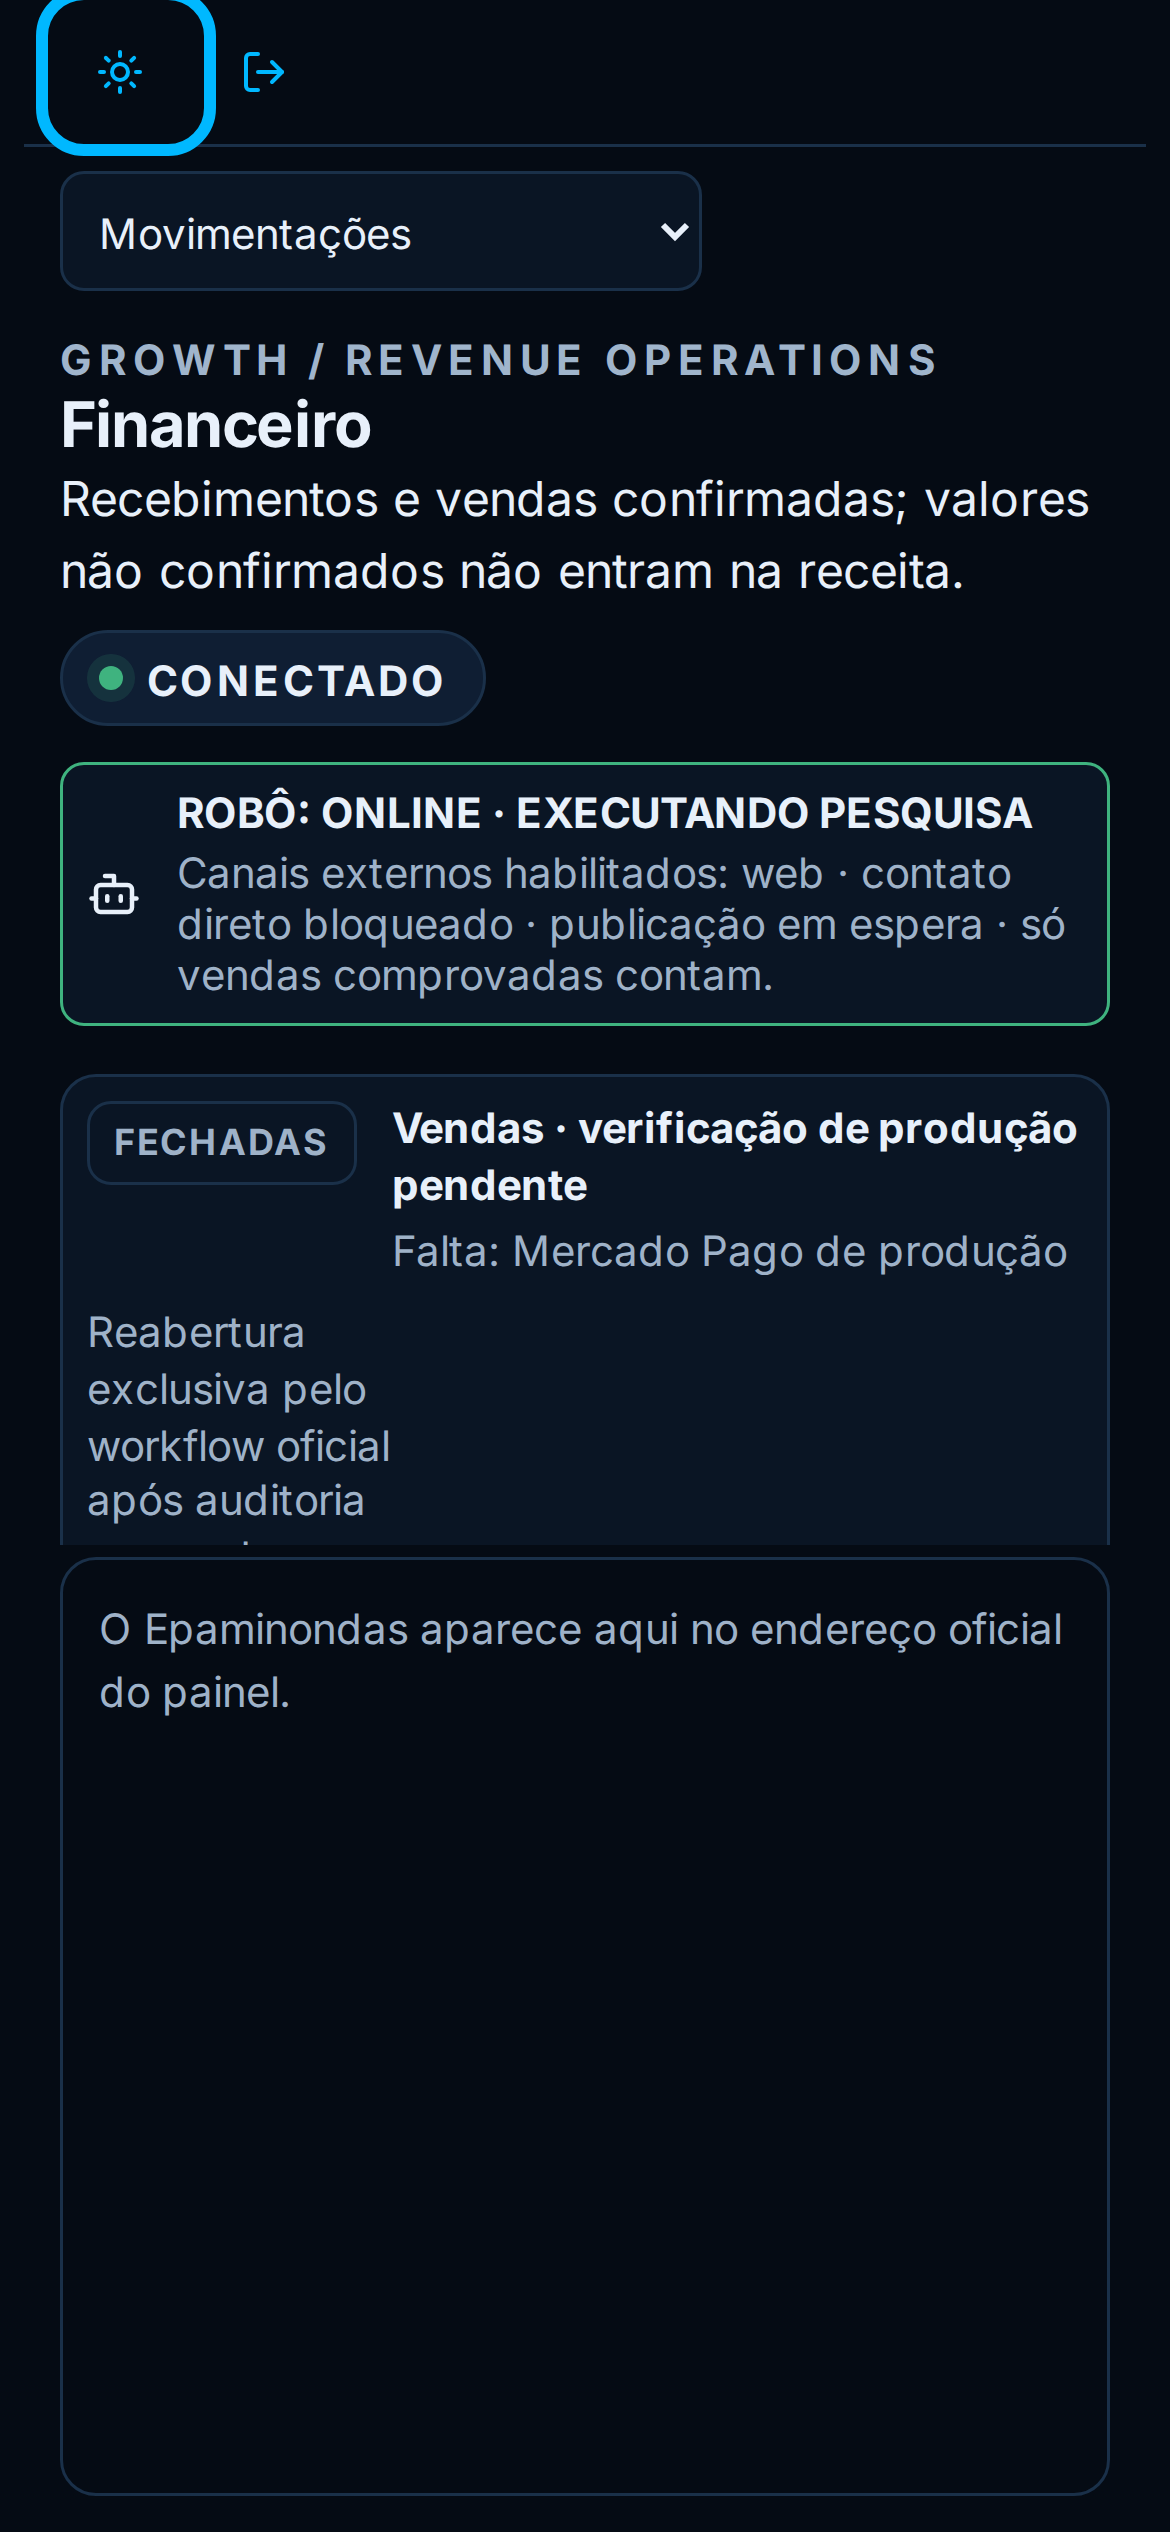 Movimentações
GROWTH / REVENUE OPERATIONS
Financeiro
Recebimentos e vendas confirmadas; valores
não confirmados não entram na receita.
CONECTADO
ROBÔ: ONLINE · EXECUTANDO PESQUISA
Canais externos habilitados: web · contato
direto bloqueado · publicação em espera · só
vendas comprovadas contam.
FECHADAS
Vendas · verificação de produção
pendente
Falta: Mercado Pago de produção
Reabertura
exclusiva pelo
workflow oficial
após auditoria
O Epaminondas aparece aqui no endereço oficial
do painel.